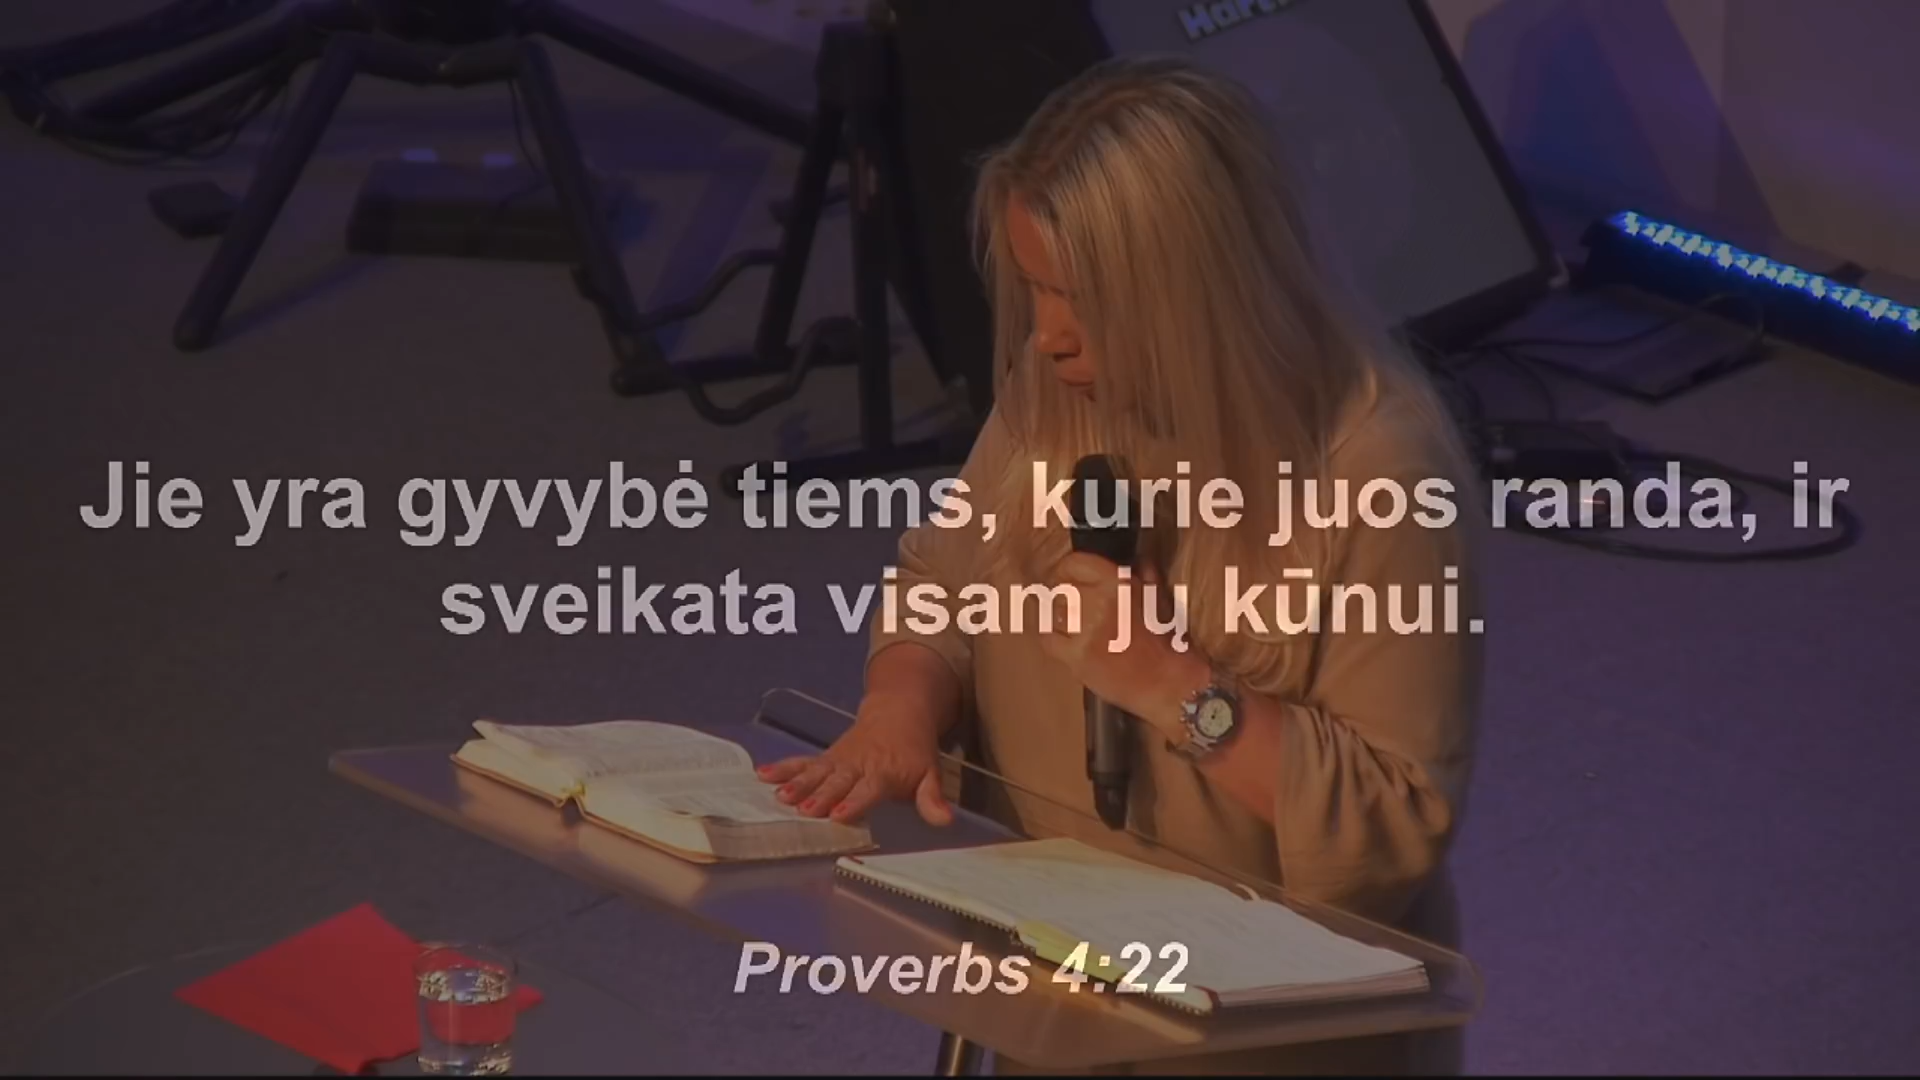 Jie yra gyvybė tiems, kurie juos randa, ir
sveikata visam jų kūnui.
Proverbs 4:22